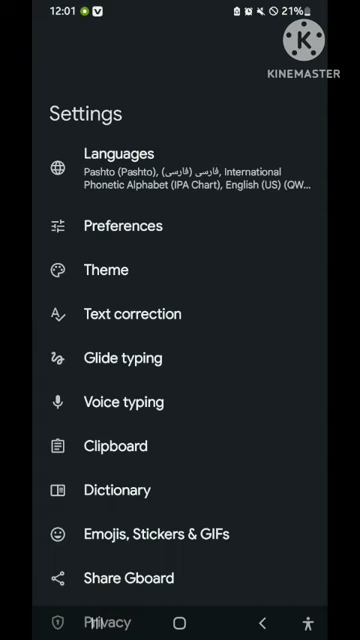 12:01
21%
KINEMASTER
Settings
Languages
Pashto (Pashto), فارسی (فارسی), International
Phonetic Alphabet (IPA Chart), English (US) (QW...
Preferences
Theme
Text correction
Glide typing
Voice typing
Clipboard
Dictionary
Emojis, Stickers & GIFs
Share Gboard
Privacy